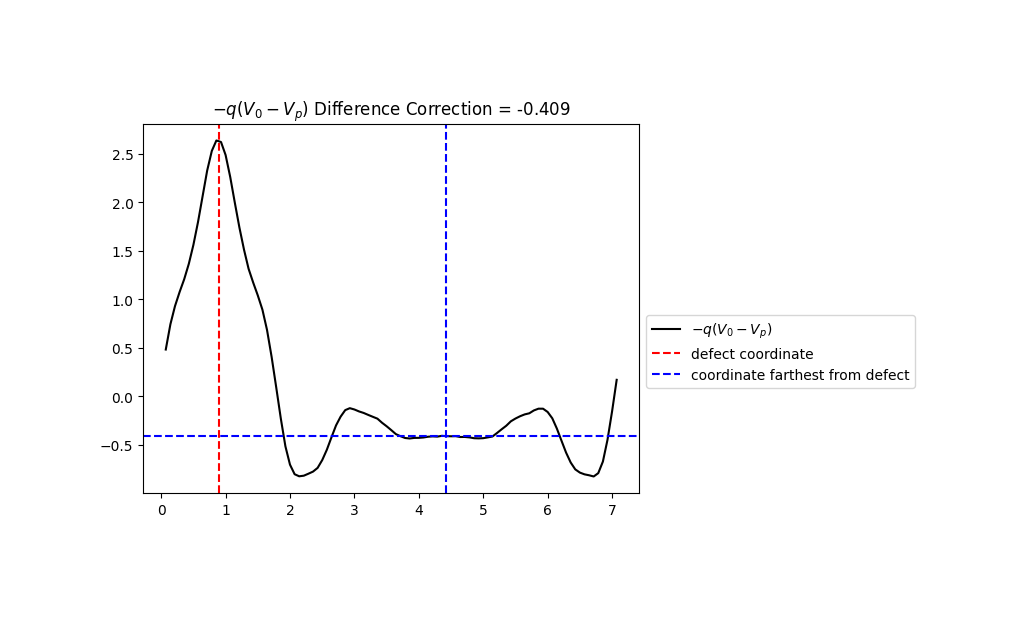 −q(V₀ − Vₚ) Difference Correction = -0.409
2.5
2.0
1.5
1.0
0.5
0.0
−0.5
0 1 2 3 4 5 6 7
−q(V₀ − Vₚ)
defect coordinate
coordinate farthest from defect